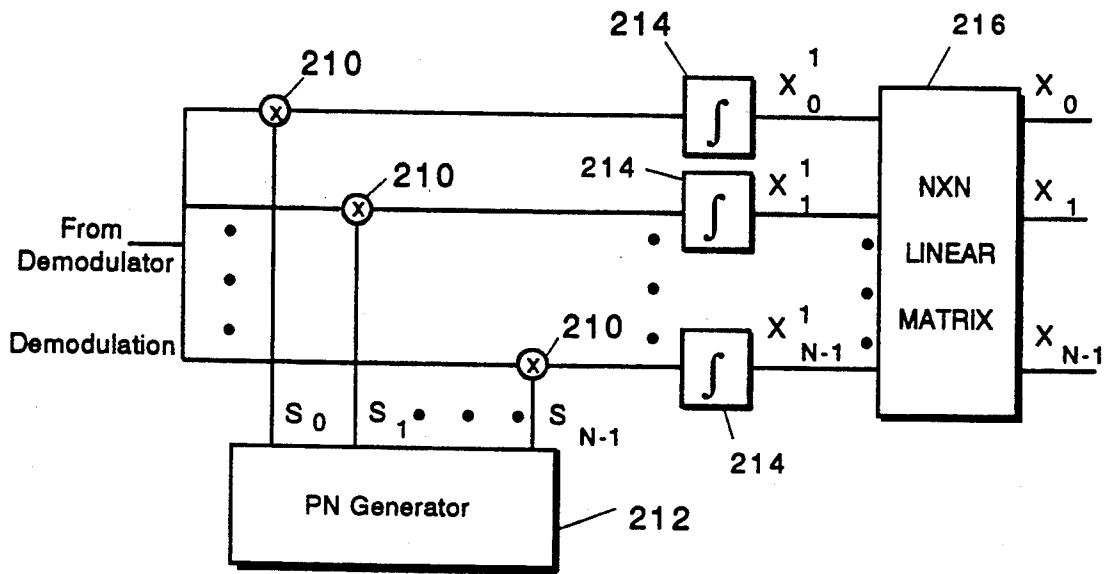 214
216
210
X 1 0
X 0
x
∫
214
210
X 1 1
NXN
X 1
x
∫
From
Demodulator
LINEAR
210
X 1 N-1
MATRIX
X N-1
Demodulation
x
∫
S 0
S 1
S N-1
214
PN Generator
212